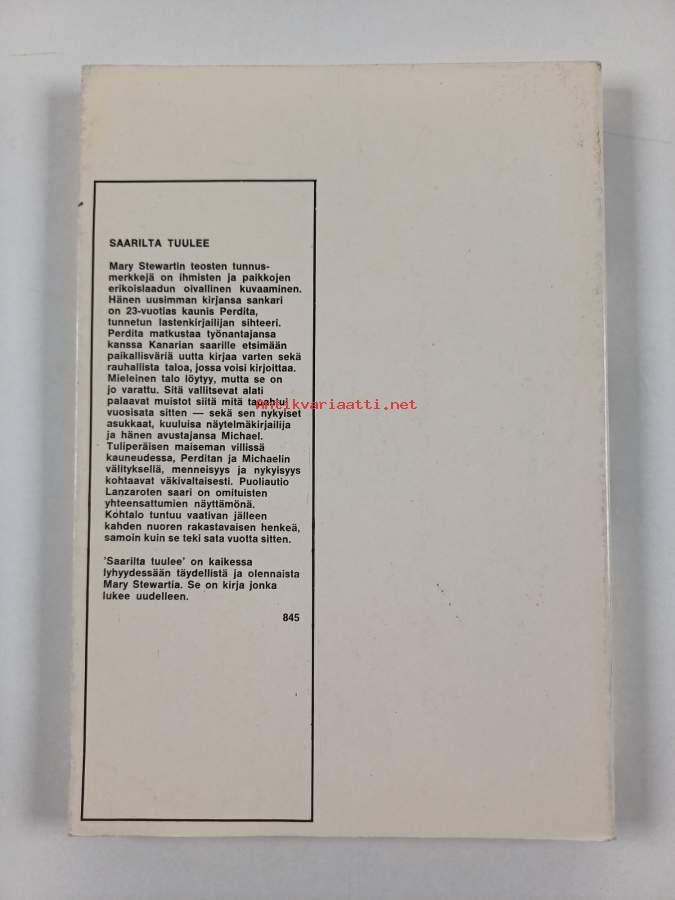 SAARILTA TUULEE
Mary Stewartin teosten tunnus-
merkkejä on ihmisten ja paikkojen
erikoislaadun oivallinen kuvaaminen.
Hänen uusimman kirjansa sankari
on 23-vuotias kaunis Perdita,
tunnetun lastenkirjailijan sihteeri.
Perdita matkustaa työnantajansa
kanssa Kanarian saarille etsimään
paikallisväriä uutta kirjaa varten sekä
rauhallista taloa, jossa voisi kirjoittaa.
Mieleinen talo löytyy, mutta se on
jo varattu. Sitä vallitsevat alati
palaavat muistot siitä mitä tapahtui
Antikvariaatti.net
vuosisata sitten — sekä sen nykyiset
asukkaat, kuuluisa näytelmäkirjailija
ja hänen avustajansa Michael.
Tuliperäisen maiseman villissä
kauneudessa, Perditan ja Michaelin
välityksellä, menneisyys ja nykyisyys
kohtaavat väkivaltaisesti. Puoliautio
Lanzaroten saari on omituisten
yhteensattumien näyttämönä.
Kohtalo tuntuu vaativan jälleen
kahden nuoren rakastavaisen henkeä,
samoin kuin se teki sata vuotta sitten.
'Saarilta tuulee' on kaikessa
lyhyydessään täydellistä ja olennaista
Mary Stewartia. Se on kirja jonka
lukee uudelleen.
845